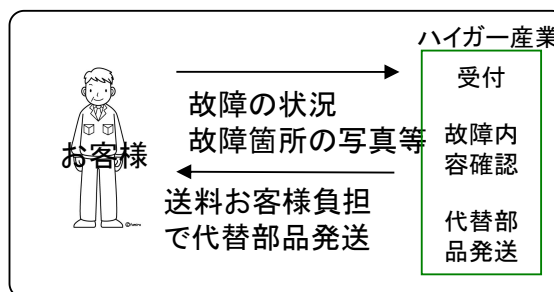 ハイガー産業
受付
故障の状況
故障箇所の写真等
故障内
容確認
お客様
送料お客様負担
で代替部品発送
代替部
品発送